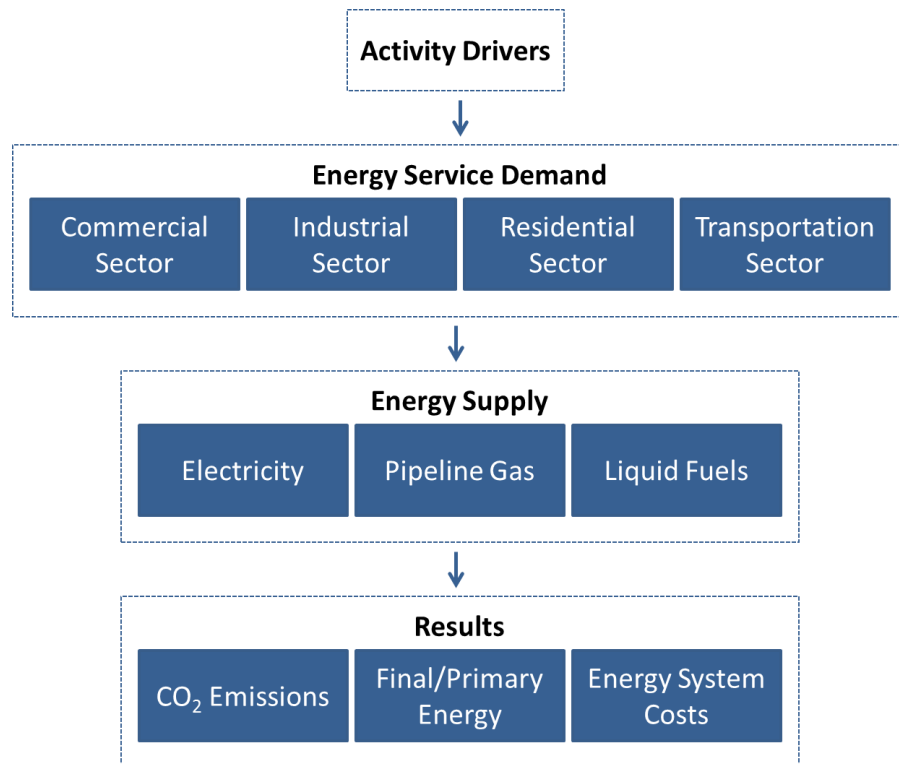 Activity Drivers
Energy Service Demand
Commercial
Sector
Industrial
Sector
Residential
Sector
Transportation
Sector
Energy Supply
Electricity
Pipeline Gas
Liquid Fuels
Results
CO₂ Emissions
Final/Primary
Energy
Energy System
Costs